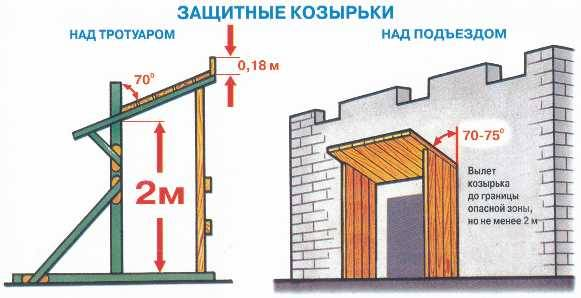 ЗАЩИТНЫЕ КОЗЫРЬКИ
НАД ТРОТУАРОМ
НАД ПОДЪЕЗДОМ
70°
0,18 м
2м
70-75°
Вылет
козырька
до границы
опасной зоны,
но не менее 2 м